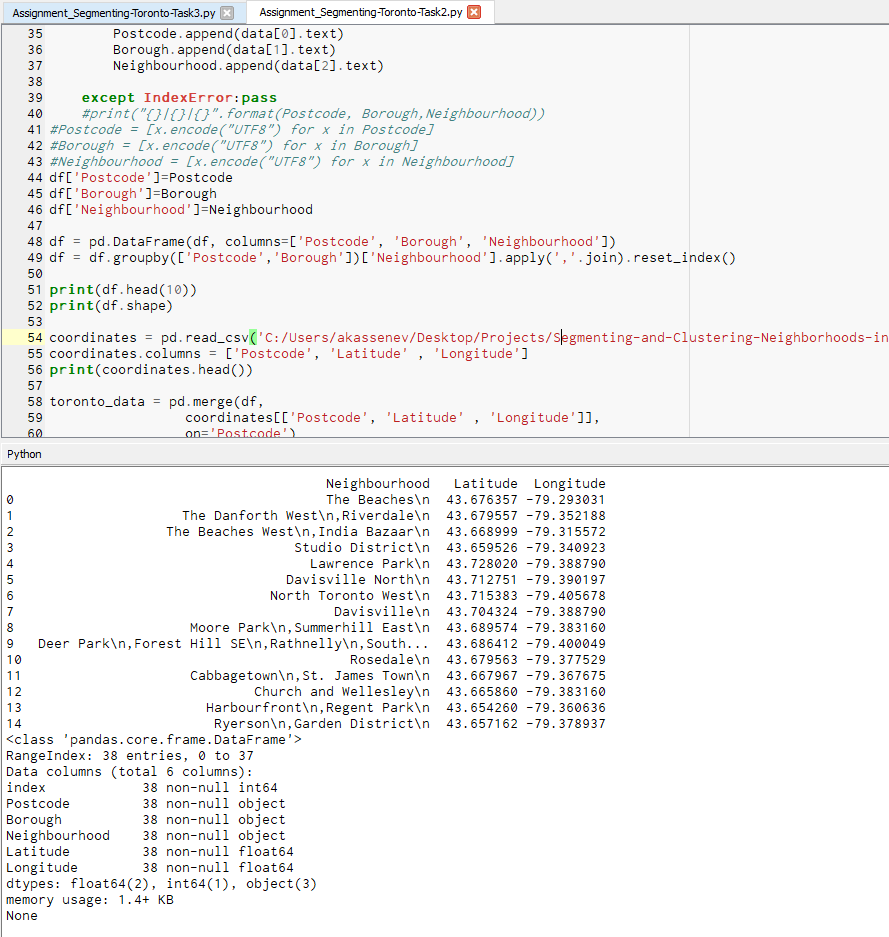 Assignment_Segmenting-Toronto-Task3.py Assignment_Segmenting-Toronto-Task2.py
35 Postcode.append(data[0].text)
36 Borough.append(data[1].text)
37 Neighbourhood.append(data[2].text)
38
39 except IndexError:pass
40 #print("{}|{}|{}".format(Postcode, Borough,Neighbourhood))
41 #Postcode = [x.encode("UTF8") for x in Postcode]
42 #Borough = [x.encode("UTF8") for x in Borough]
43 #Neighbourhood = [x.encode("UTF8") for x in Neighbourhood]
44 df['Postcode']=Postcode
45 df['Borough']=Borough
46 df['Neighbourhood']=Neighbourhood
47
48 df = pd.DataFrame(df, columns=['Postcode', 'Borough', 'Neighbourhood'])
49 df = df.groupby(['Postcode','Borough'])['Neighbourhood'].apply(','.join).reset_index()
50
51 print(df.head(10))
52 print(df.shape)
53
54 coordinates = pd.read_csv('C:/Users/akassenev/Desktop/Projects/Segmenting-and-Clustering-Neighborhoods-in
55 coordinates.columns = ['Postcode', 'Latitude' , 'Longitude']
56 print(coordinates.head())
57
58 toronto_data = pd.merge(df,
59 coordinates[['Postcode', 'Latitude' , 'Longitude']],
60 on='Postcode')
Python
Neighbourhood Latitude Longitude
0 The Beaches\n 43.676357 -79.293031
1 The Danforth West\n,Riverdale\n 43.679557 -79.352188
2 The Beaches West\n,India Bazaar\n 43.668999 -79.315572
3 Studio District\n 43.659526 -79.340923
4 Lawrence Park\n 43.728020 -79.388790
5 Davisville North\n 43.712751 -79.390197
6 North Toronto West\n 43.715383 -79.405678
7 Davisville\n 43.704324 -79.388790
8 Moore Park\n,Summerhill East\n 43.689574 -79.383160
9 Deer Park\n,Forest Hill SE\n,Rathnelly\n,South... 43.686412 -79.400049
10 Rosedale\n 43.679563 -79.377529
11 Cabbagetown\n,St. James Town\n 43.667967 -79.367675
12 Church and Wellesley\n 43.665860 -79.383160
13 Harbourfront\n,Regent Park\n 43.654260 -79.360636
14 Ryerson\n,Garden District\n 43.657162 -79.378937
<class 'pandas.core.frame.DataFrame'>
RangeIndex: 38 entries, 0 to 37
Data columns (total 6 columns):
index 38 non-null int64
Postcode 38 non-null object
Borough 38 non-null object
Neighbourhood 38 non-null object
Latitude 38 non-null float64
Longitude 38 non-null float64
dtypes: float64(2), int64(1), object(3)
memory usage: 1.4+ KB
None